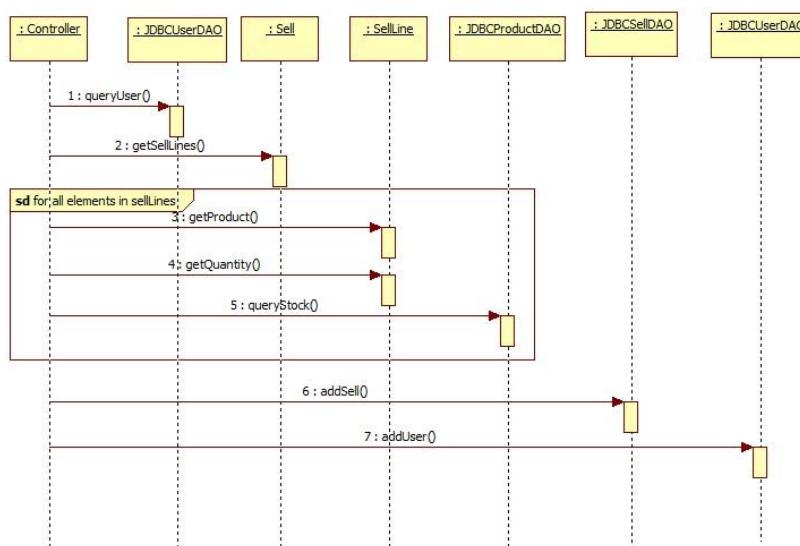 : Controller
: JDBCUserDAO
: Sell
: SellLine
: JDBCProductDAO
: JDBCSellDAO
: JDBCUserDAO
1 : queryUser()
2 : getSellLines()
sd for all elements in sellLines
3 : getProduct()
4 : getQuantity()
5 : queryStock()
6 : addSell()
7 : addUser()